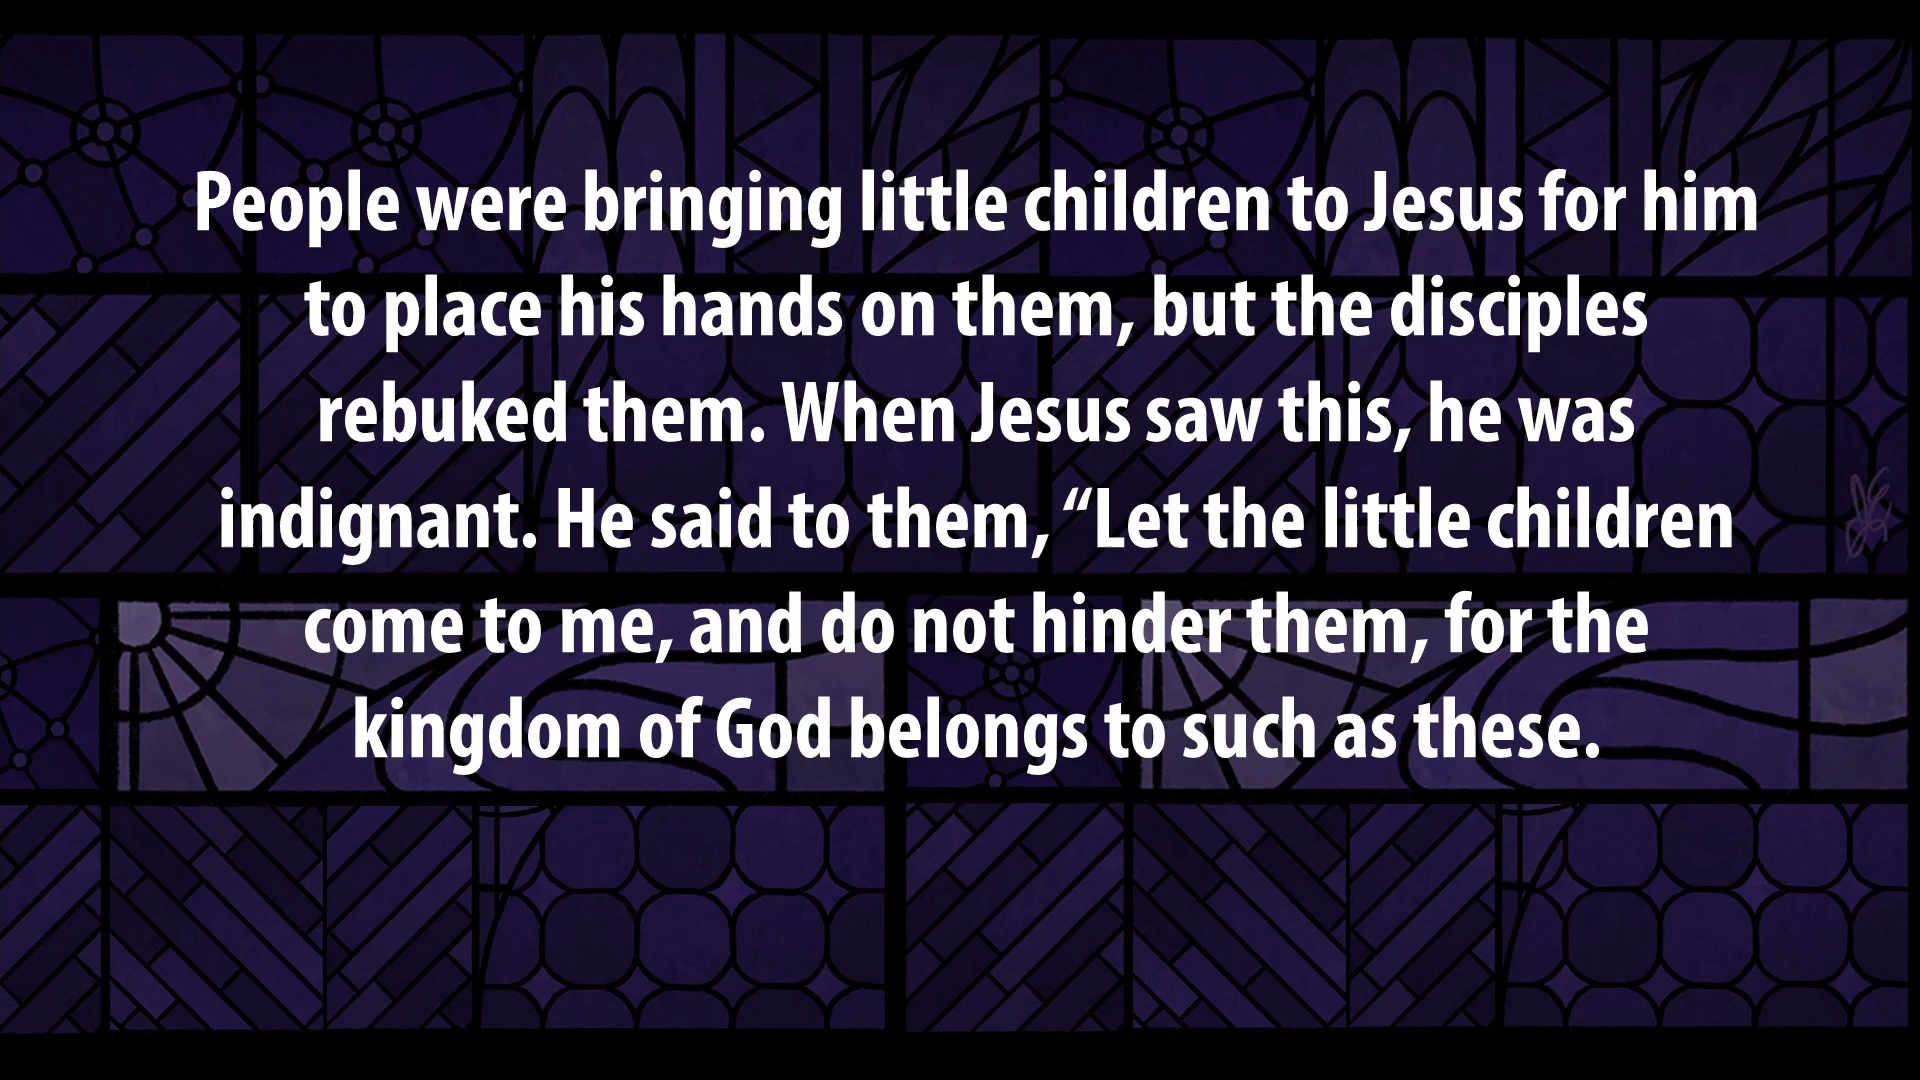 People were bringing little children to Jesus for him
to place his hands on them, but the disciples
rebuked them. When Jesus saw this, he was
indignant. He said to them, “Let the little children
come to me, and do not hinder them, for the
kingdom of God belongs to such as these.